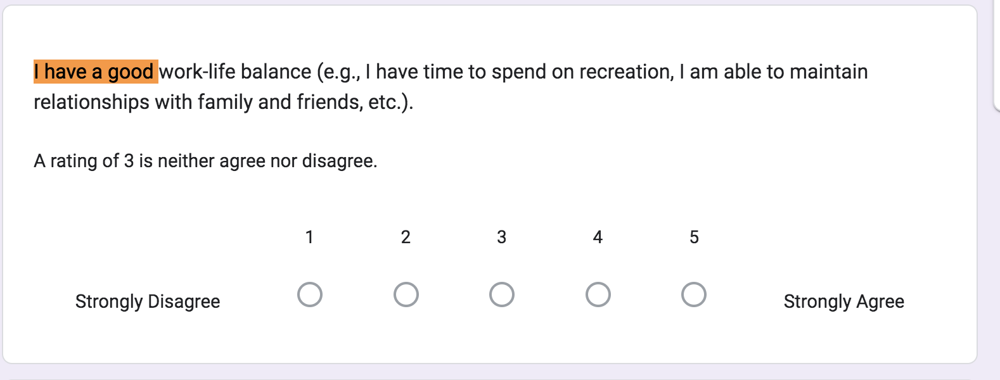 I have a good work-life balance (e.g., I have time to spend on recreation, I am able to maintain
relationships with family and friends, etc.).
A rating of 3 is neither agree nor disagree.
1 2 3 4 5
Strongly Disagree Strongly Agree